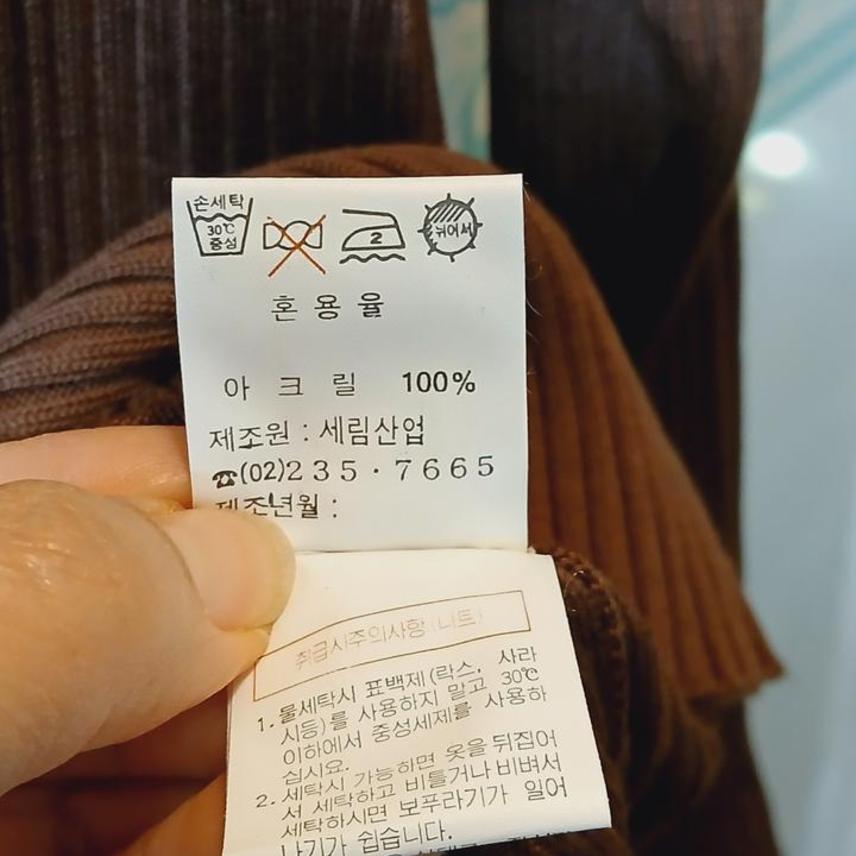 손세탁
30℃
중성
2
뉘어서
혼용율
아크릴 100%
제조원 : 세림산업
☎(02)235·7665
제조년월 :
취급시주의사항(니트)
1. 물세탁시 표백제(락스, 사라
시등)를 사용하지 말고 30℃
이하에서 중성세제를 사용하
십시요.
2. 세탁시 가능하면 옷을 뒤집어
서 세탁하고 비틀거나 비벼서
세탁하시면 보푸라기가 일어
나기가 쉽습니다.